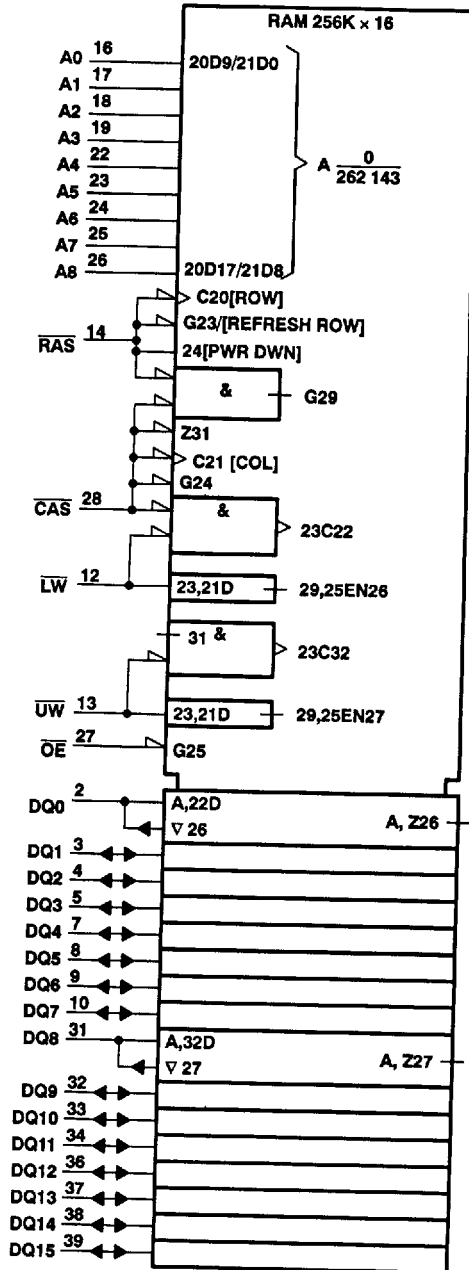 RAM 256K × 16
A0 16 20D9/21D0
A1 17
A2 18
A3 19
A4 22
A5 23
A6 24
A7 25
A8 26 20D17/21D8
A 0
262 143
C20[ROW]
G23/[REFRESH ROW]
RAS 14 24[PWR DWN]
& G29
Z31
C21 [COL]
G24
CAS 28 &
23C22
LW 12 23,21D 29,25EN26
31 &
23C32
UW 13 23,21D 29,25EN27
OE 27 G25
DQ0 2 A,22D
∇ 26 A, Z26
DQ1 3
DQ2 4
DQ3 5
DQ4 7
DQ5 8
DQ6 9
DQ7 10
DQ8 31 A,32D
∇ 27 A, Z27
DQ9 32
DQ10 33
DQ11 34
DQ12 36
DQ13 37
DQ14 38
DQ15 39